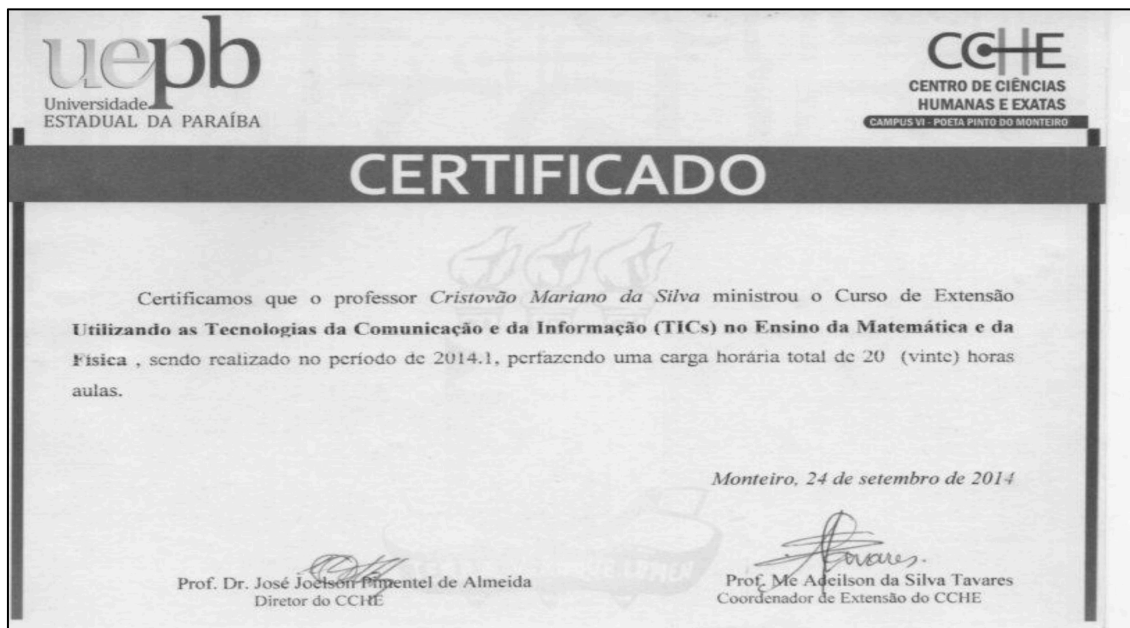 uepb
Universidade
ESTADUAL DA PARAÍBA
CCHE
CENTRO DE CIÊNCIAS
HUMANAS E EXATAS
CAMPUS VI - POETA PINTO DO MONTEIRO
CERTIFICADO
Certificamos que o professor Cristovão Mariano da Silva ministrou o Curso de Extensão
Utilizando as Tecnologias da Comunicação e da Informação (TICs) no Ensino da Matemática e da
Física , sendo realizado no período de 2014.1, perfazendo uma carga horária total de 20 (vinte) horas
aulas.
Monteiro, 24 de setembro de 2014
Tavares.
Prof. Dr. José Joelson Pimentel de Almeida
Diretor do CCHE
Prof. Me Adeilson da Silva Tavares
Coordenador de Extensão do CCHE